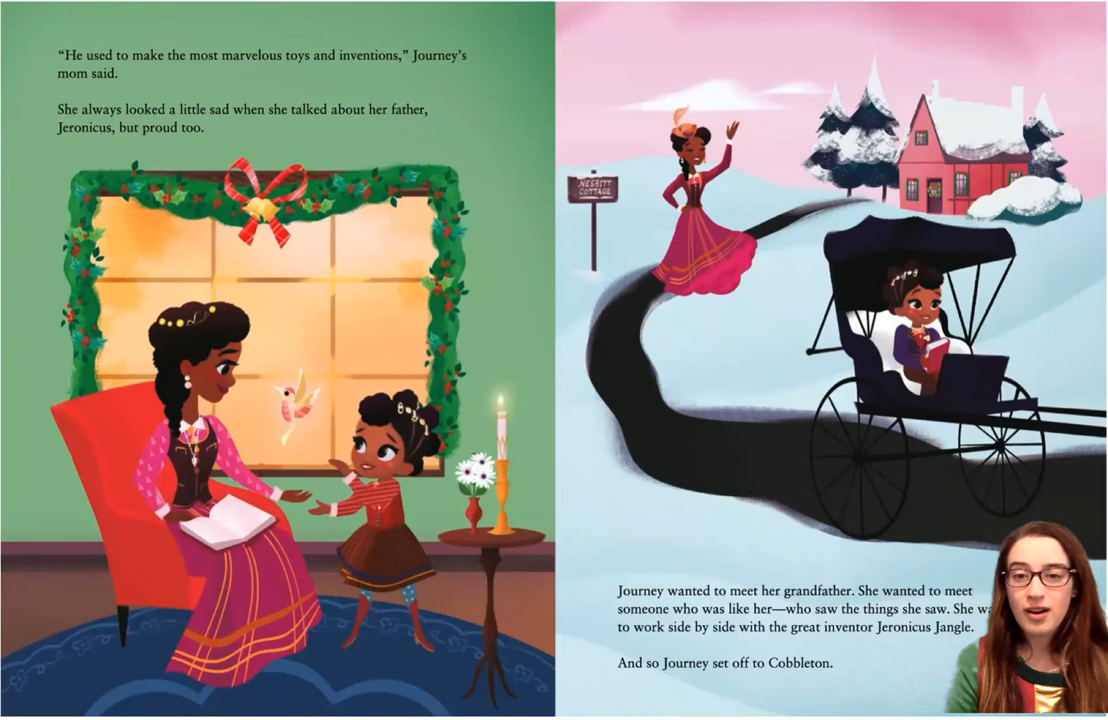 “He used to make the most marvelous toys and inventions,” Journey’s
mom said.
She always looked a little sad when she talked about her father,
Jeronicus, but proud too.
NESBITT
COTTAGE
Journey wanted to meet her grandfather. She wanted to meet
someone who was like her—who saw the things she saw. She
to work side by side with the great inventor Jeronicus Jangle.
And so Journey set off to Cobbleton.